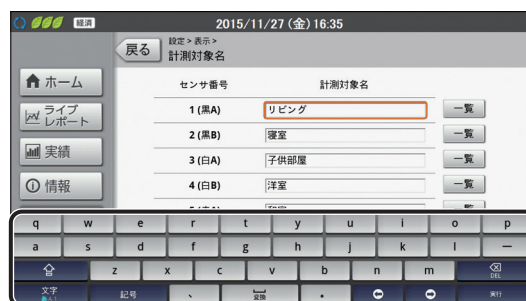 経済 2015/11/27 (金) 16:35
戻る
設定 > 表示 >
計測対象名
ホーム
ライブ
レポート
実績
情報
センサ番号 計測対象名
1 (黒A) リビング 一覧
2 (黒B) 寝室 一覧
3 (白A) 子供部屋 一覧
4 (白B) 洋室 一覧
q w e r t y u i o p
a s d f g h j k l ー
z x c v b n m DEL
文字 記号 、 変換 . 実行
A 1